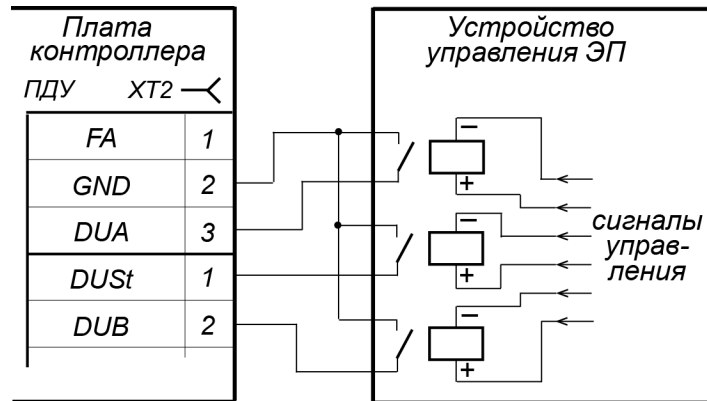 Плата
контроллера
ПДУ XT2
FA 1
GND 2
DUA 3
DUSt 1
DUB 2
Устройство
управления ЭП
−
+
−
+
−
+
сигналы
управ-
ления